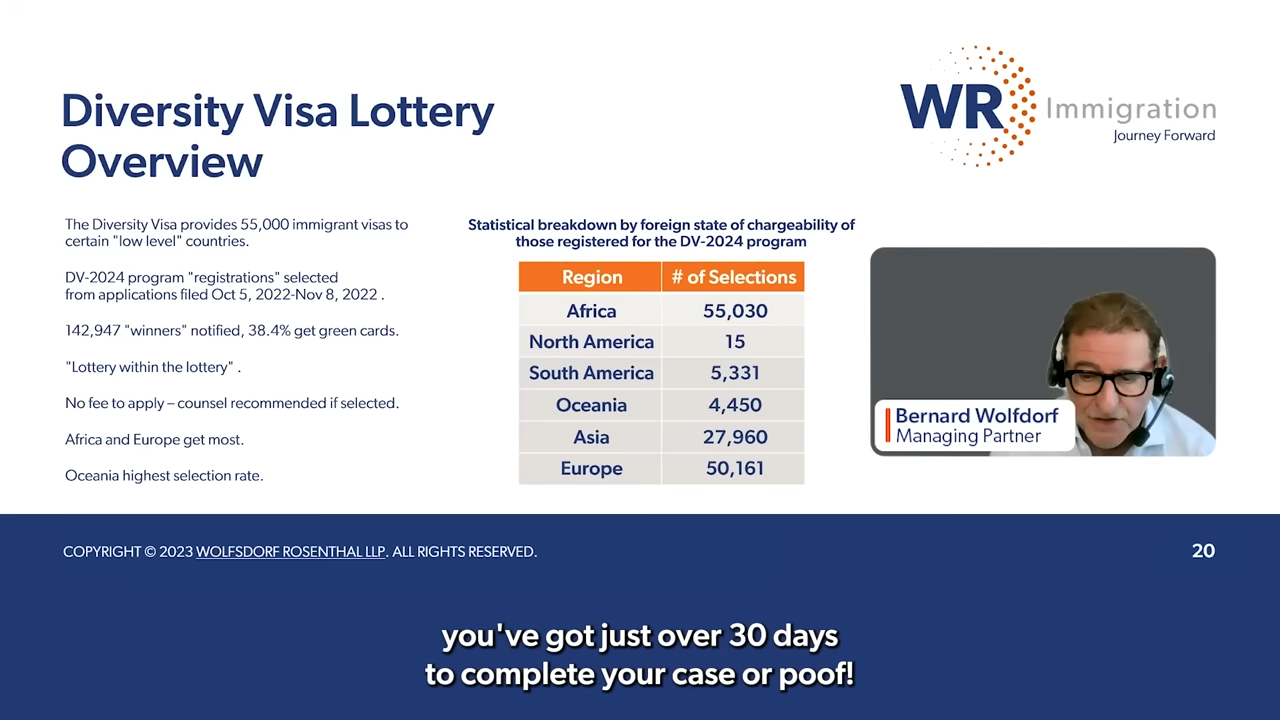 Diversity Visa Lottery
Overview
WR Immigration
Journey Forward
The Diversity Visa provides 55,000 immigrant visas to
certain "low level" countries.
DV-2024 program "registrations" selected
from applications filed Oct 5, 2022-Nov 8, 2022 .
142,947 "winners" notified, 38.4% get green cards.
"Lottery within the lottery" .
No fee to apply – counsel recommended if selected.
Africa and Europe get most.
Oceania highest selection rate.
Statistical breakdown by foreign state of chargeability of
those registered for the DV-2024 program
Region # of Selections
Africa 55,030
North America 15
South America 5,331
Oceania 4,450
Asia 27,960
Europe 50,161
Bernard Wolfdorf
Managing Partner
COPYRIGHT © 2023 WOLFSDORF ROSENTHAL LLP. ALL RIGHTS RESERVED.
20
you've got just over 30 days
to complete your case or poof!